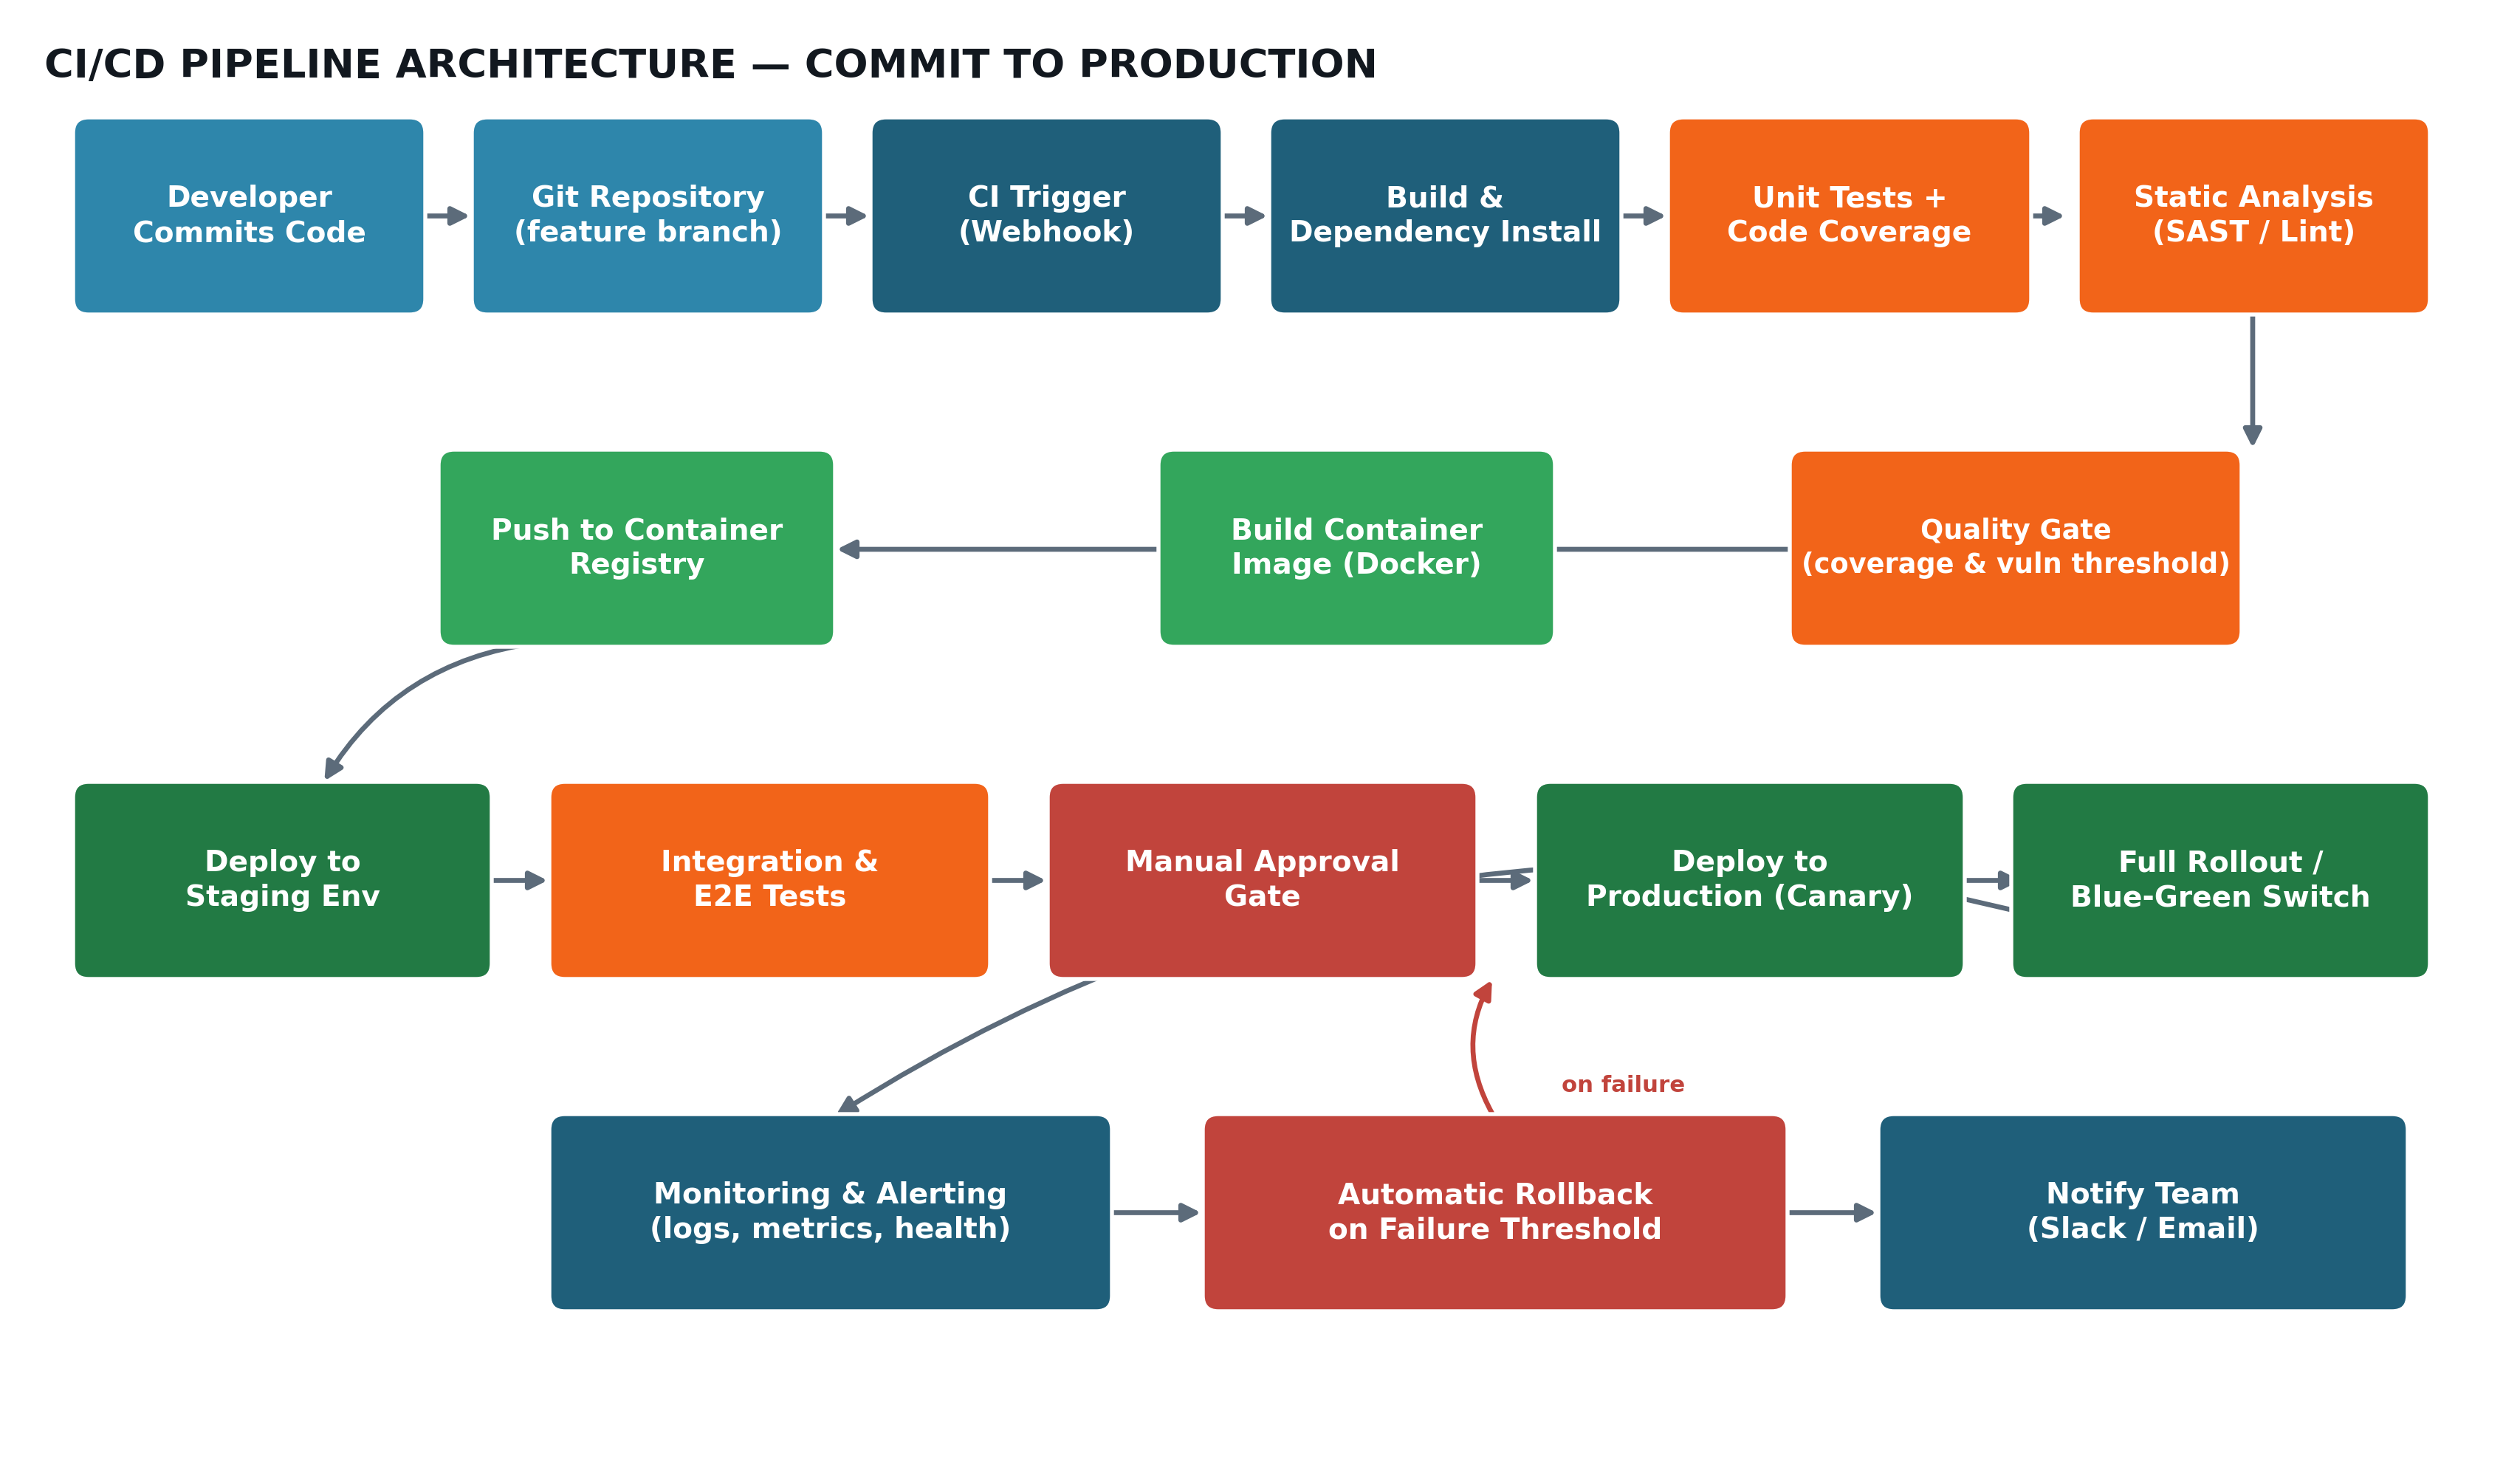 CI/CD PIPELINE ARCHITECTURE — COMMIT TO PRODUCTION
Developer
Commits Code
Git Repository
(feature branch)
CI Trigger
(Webhook)
Build &
Dependency Install
Unit Tests +
Code Coverage
Static Analysis
(SAST / Lint)
Push to Container
Registry
Build Container
Image (Docker)
Quality Gate
(coverage & vuln threshold)
Deploy to
Staging Env
Integration &
E2E Tests
Manual Approval
Gate
Deploy to
Production (Canary)
Full Rollout /
Blue-Green Switch
on failure
Monitoring & Alerting
(logs, metrics, health)
Automatic Rollback
on Failure Threshold
Notify Team
(Slack / Email)